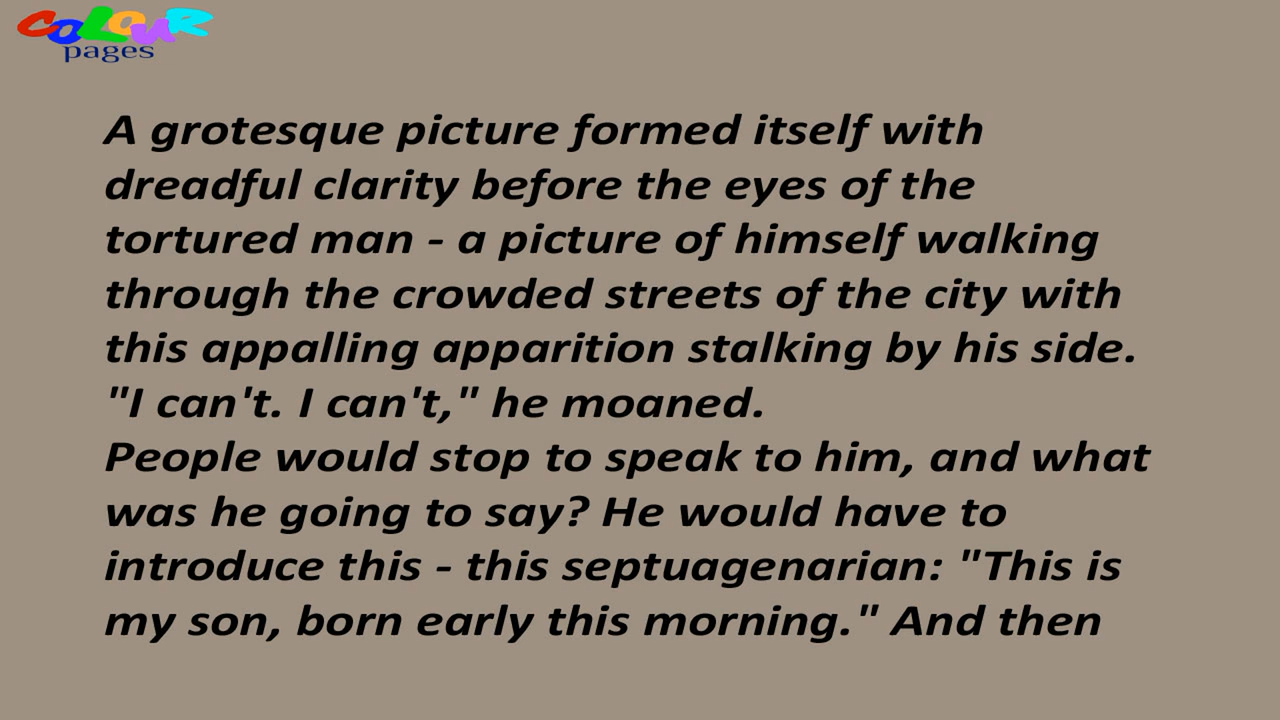 COLOUR
pages
A grotesque picture formed itself with
dreadful clarity before the eyes of the
tortured man - a picture of himself walking
through the crowded streets of the city with
this appalling apparition stalking by his side.
"I can't. I can't," he moaned.
People would stop to speak to him, and what
was he going to say? He would have to
introduce this - this septuagenarian: "This is
my son, born early this morning." And then